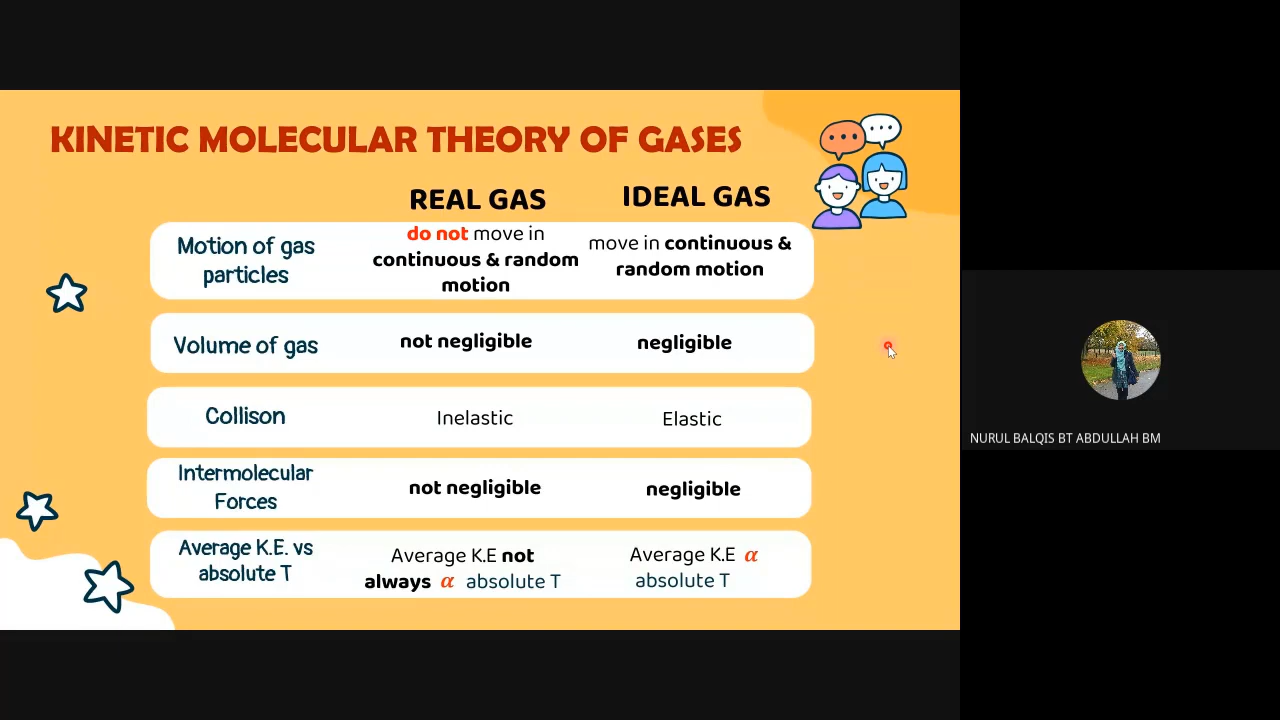 KINETIC MOLECULAR THEORY OF GASES
REAL GAS
IDEAL GAS
Motion of gas
particles
do not move in
continuous & random
motion
move in continuous &
random motion
Volume of gas
not negligible
negligible
Collison
Inelastic
Elastic
Intermolecular
Forces
not negligible
negligible
Average K.E. vs
absolute T
Average K.E not
always α absolute T
Average K.E α
absolute T
NURUL BALQIS BT ABDULLAH BM